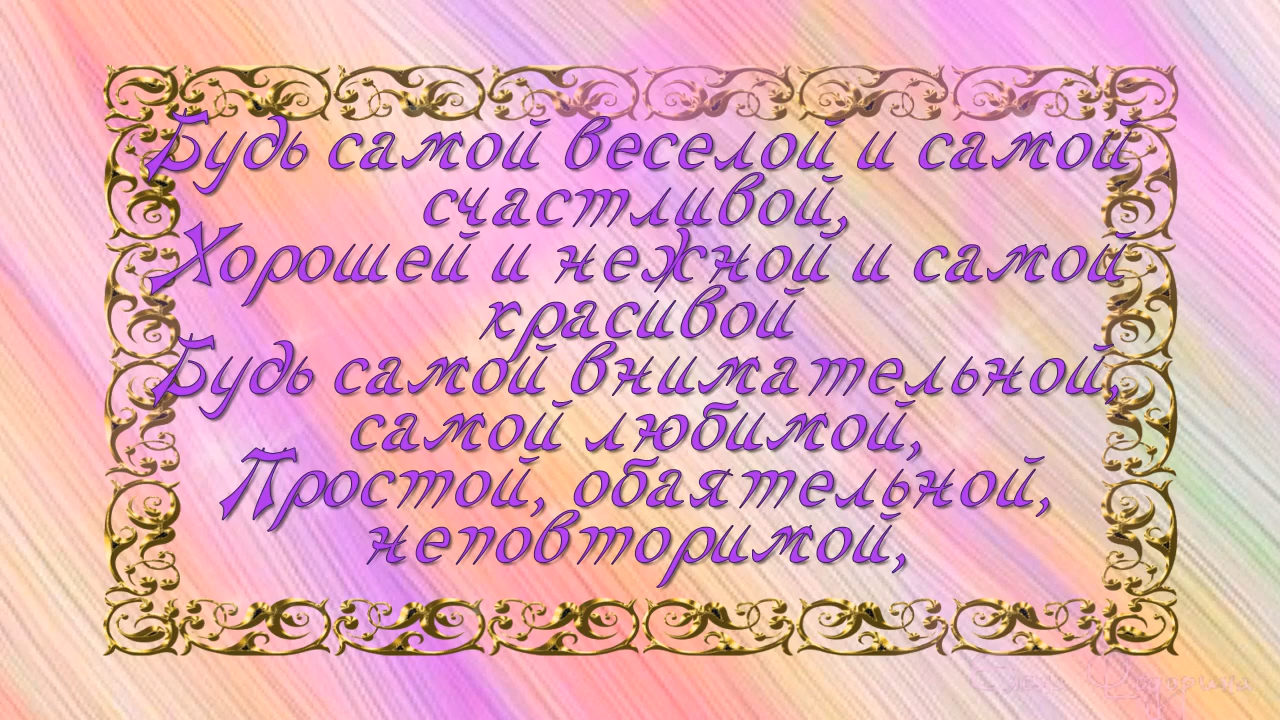 Будь самой веселой и самой
счастливой,
Хорошей и нежной и самой
красивой
Будь самой внимательной,
самой любимой,
Простой, обаятельной,
неповторимой,